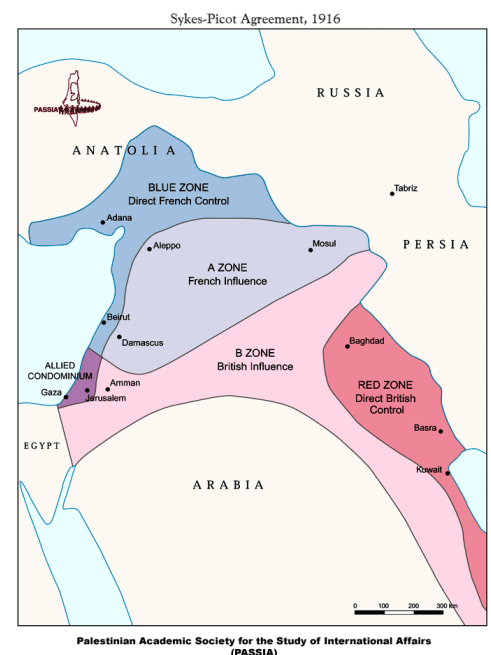 Sykes-Picot Agreement, 1916
RUSSIA
PASSIA
ANATOLIA
BLUE ZONE
Direct French Control
Tabriz
Adana
Aleppo
Mosul
PERSIA
A ZONE
French Influence
Beirut
Damascus
Baghdad
B ZONE
British Influence
ALLIED
CONDOMINIUM
Amman
Gaza
Jerusalem
RED ZONE
Direct British
Control
Basra
EGYPT
Kuwait
ARABIA
0 100 200 300 km
Palestinian Academic Society for the Study of International Affairs
(PASSIA)